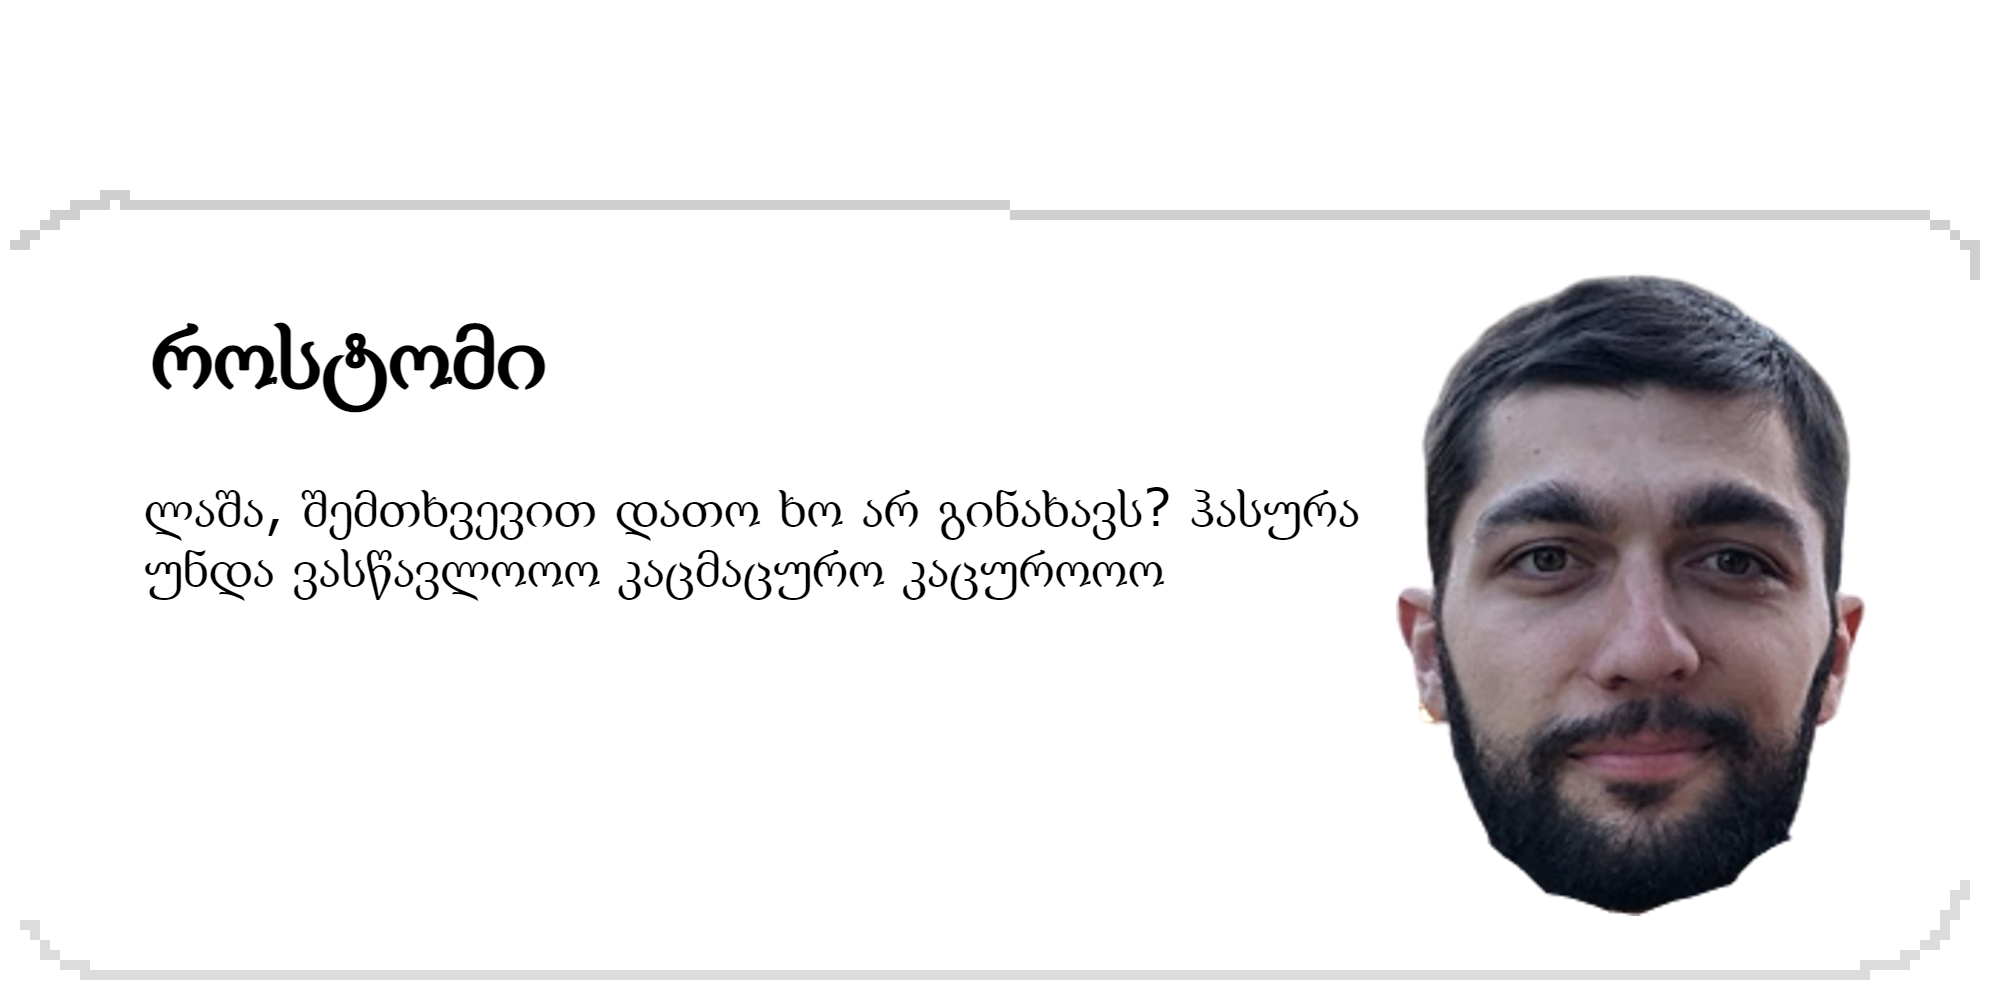 როსტომი
ლაშა, შემთხვევით დათო ხო არ გინახავს? ჰასურა
უნდა ვასწავლოოო კაცმაცურო კაცუროოო